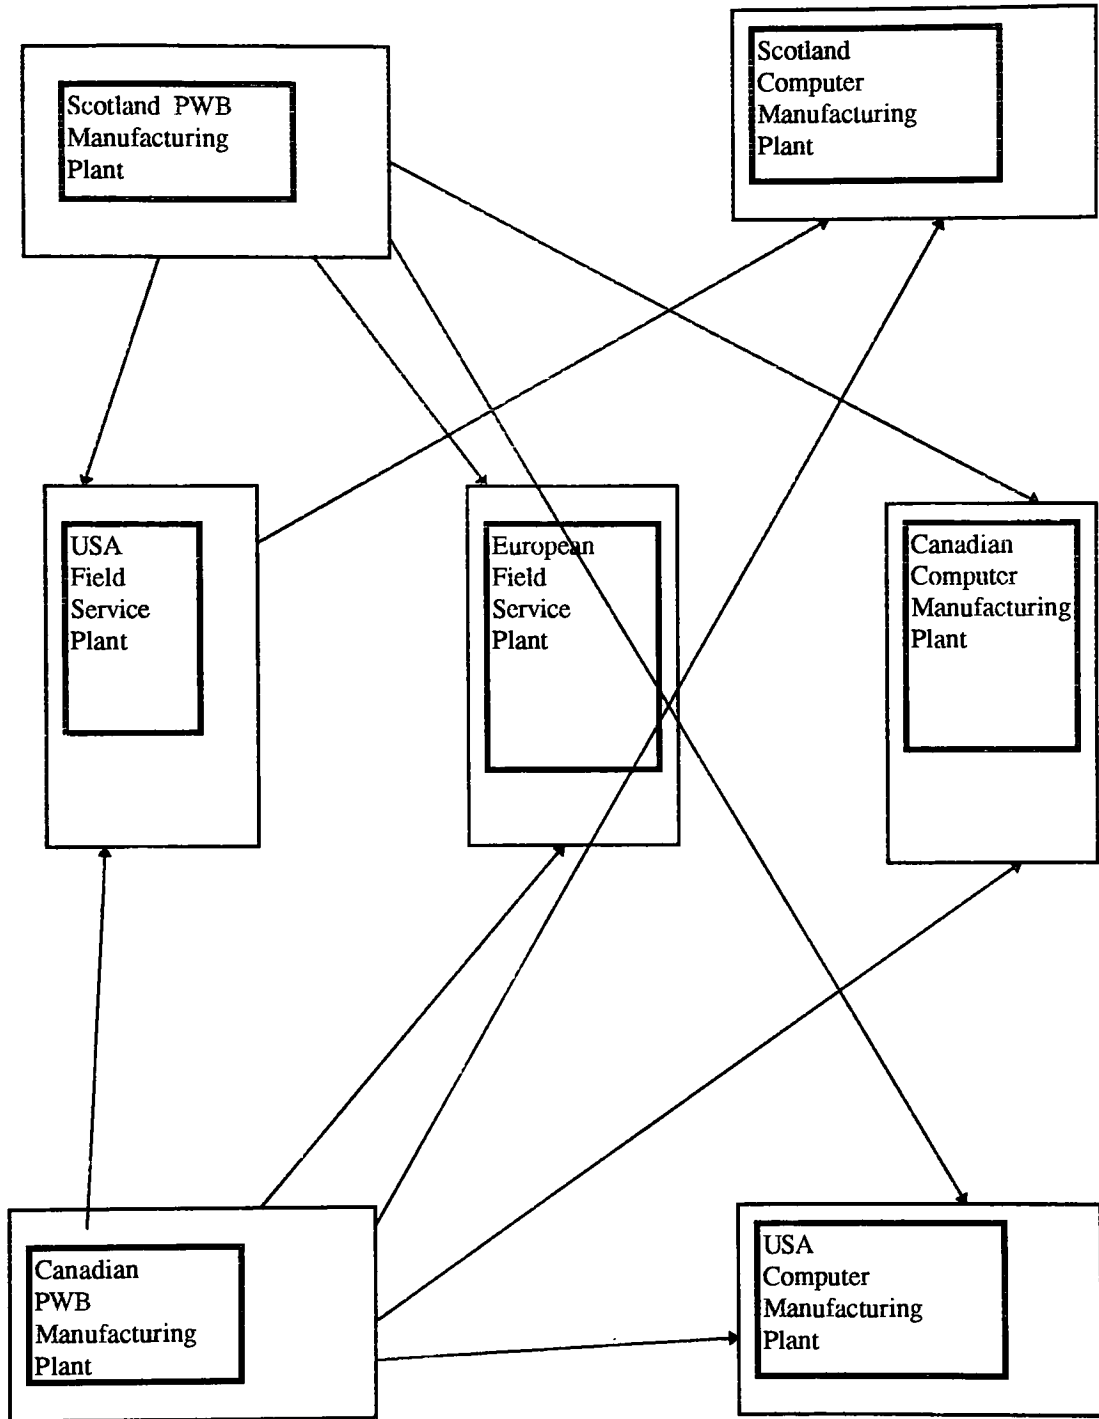 Scotland PWB
Manufacturing
Plant
Scotland
Computer
Manufacturing
Plant
USA
Field
Service
Plant
European
Field
Service
Plant
Canadian
Computer
Manufacturing
Plant
Canadian
PWB
Manufacturing
Plant
USA
Computer
Manufacturing
Plant